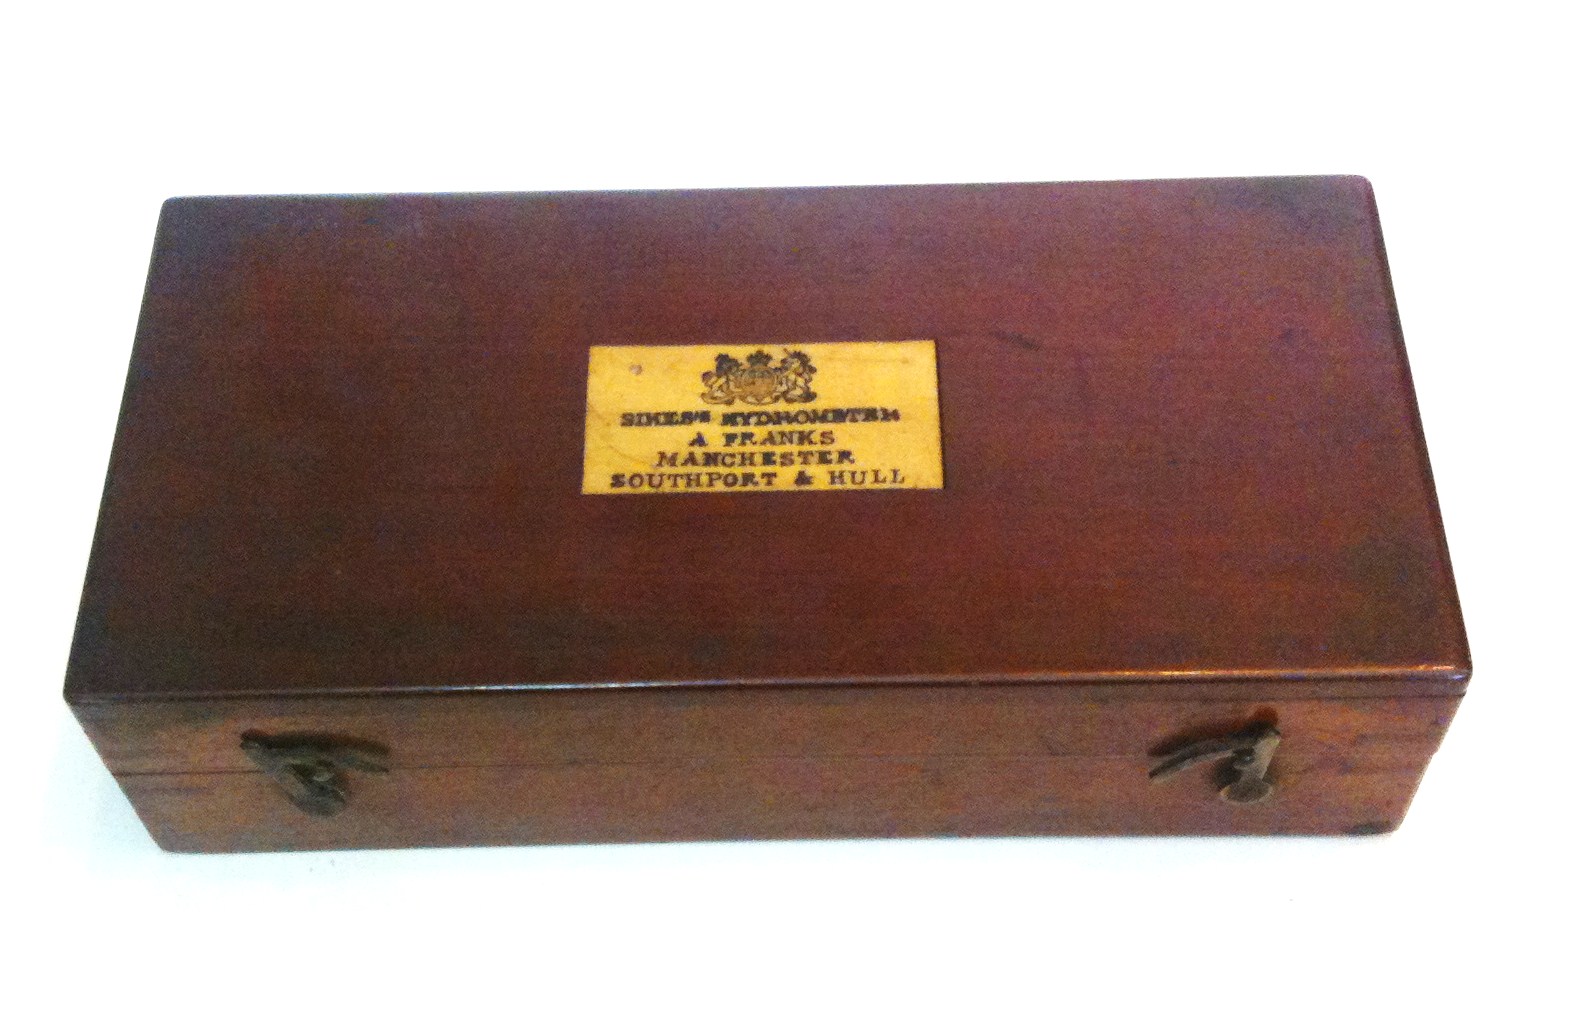 SIKES'S HYDROMETER
A FRANKS
MANCHESTER
SOUTHPORT & HULL